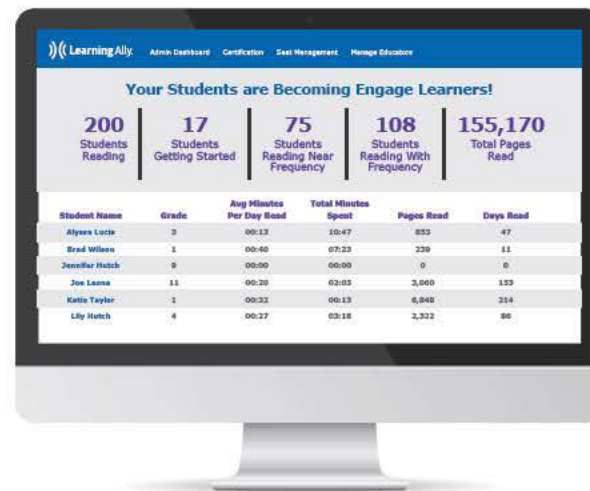 Learning Ally. Admin Dashboard Certification Seat Management Manage Educators
Your Students are Becoming Engage Learners!
200 17 75 108 155,170
Students Students Students Students Total Pages
Reading Getting Started Reading Near Reading With Read
Frequency Frequency
Avg Minutes Total Minutes
Student Name Grade Per Day Read Spent Pages Read Days Read
Alyssa Lucia 3 00:13 10:47 853 47
Brad Wilson 1 00:40 07:23 239 11
Jennifer Hutch 9 00:00 00:00 0 0
Joe Leona 11 00:20 02:03 3,060 153
Katie Taylor 1 00:32 00:13 6,848 214
Lily Hutch 4 00:27 03:18 2,322 86